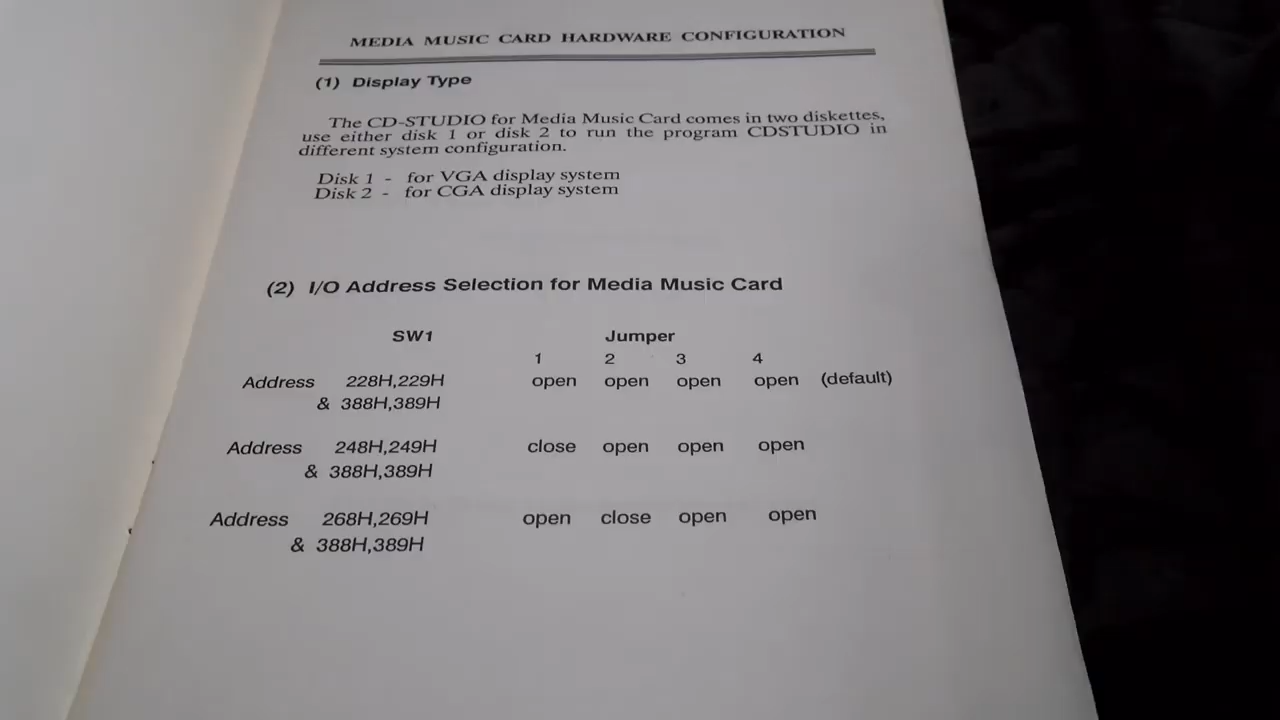 MEDIA MUSIC CARD HARDWARE CONFIGURATION
(1) Display Type
The CD-STUDIO for Media Music Card comes in two diskettes,
use either disk 1 or disk 2 to run the program CDSTUDIO in
different system configuration.
Disk 1 - for VGA display system
Disk 2 - for CGA display system
(2) I/O Address Selection for Media Music Card
SW1 Jumper
1 2 3 4
Address 228H,229H open open open open (default)
& 388H,389H
Address 248H,249H close open open open
& 388H,389H
Address 268H,269H open close open open
& 388H,389H